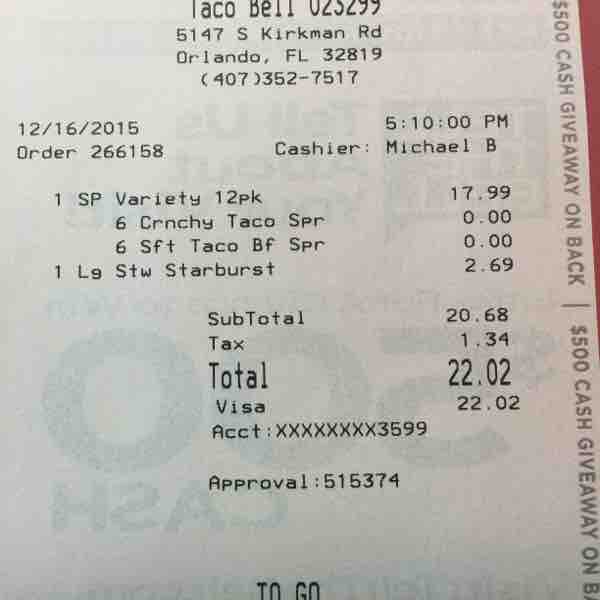 Taco Bell 023299
5147 S Kirkman Rd
Orlando, FL 32819
(407)352-7517
12/16/2015 5:10:00 PM
Order 266158 Cashier: Michael B
1 SP Variety 12pk 17.99
6 Crnchy Taco Spr 0.00
6 Sft Taco Bf Spr 0.00
1 Lg Stw Starburst 2.69
SubTotal 20.68
Tax 1.34
Total 22.02
Visa 22.02
Acct:XXXXXXXX3599
Approval:515374
TO GO
$500 CASH GIVEAWAY ON BACK | $500 CASH GIVEAWAY ON BA